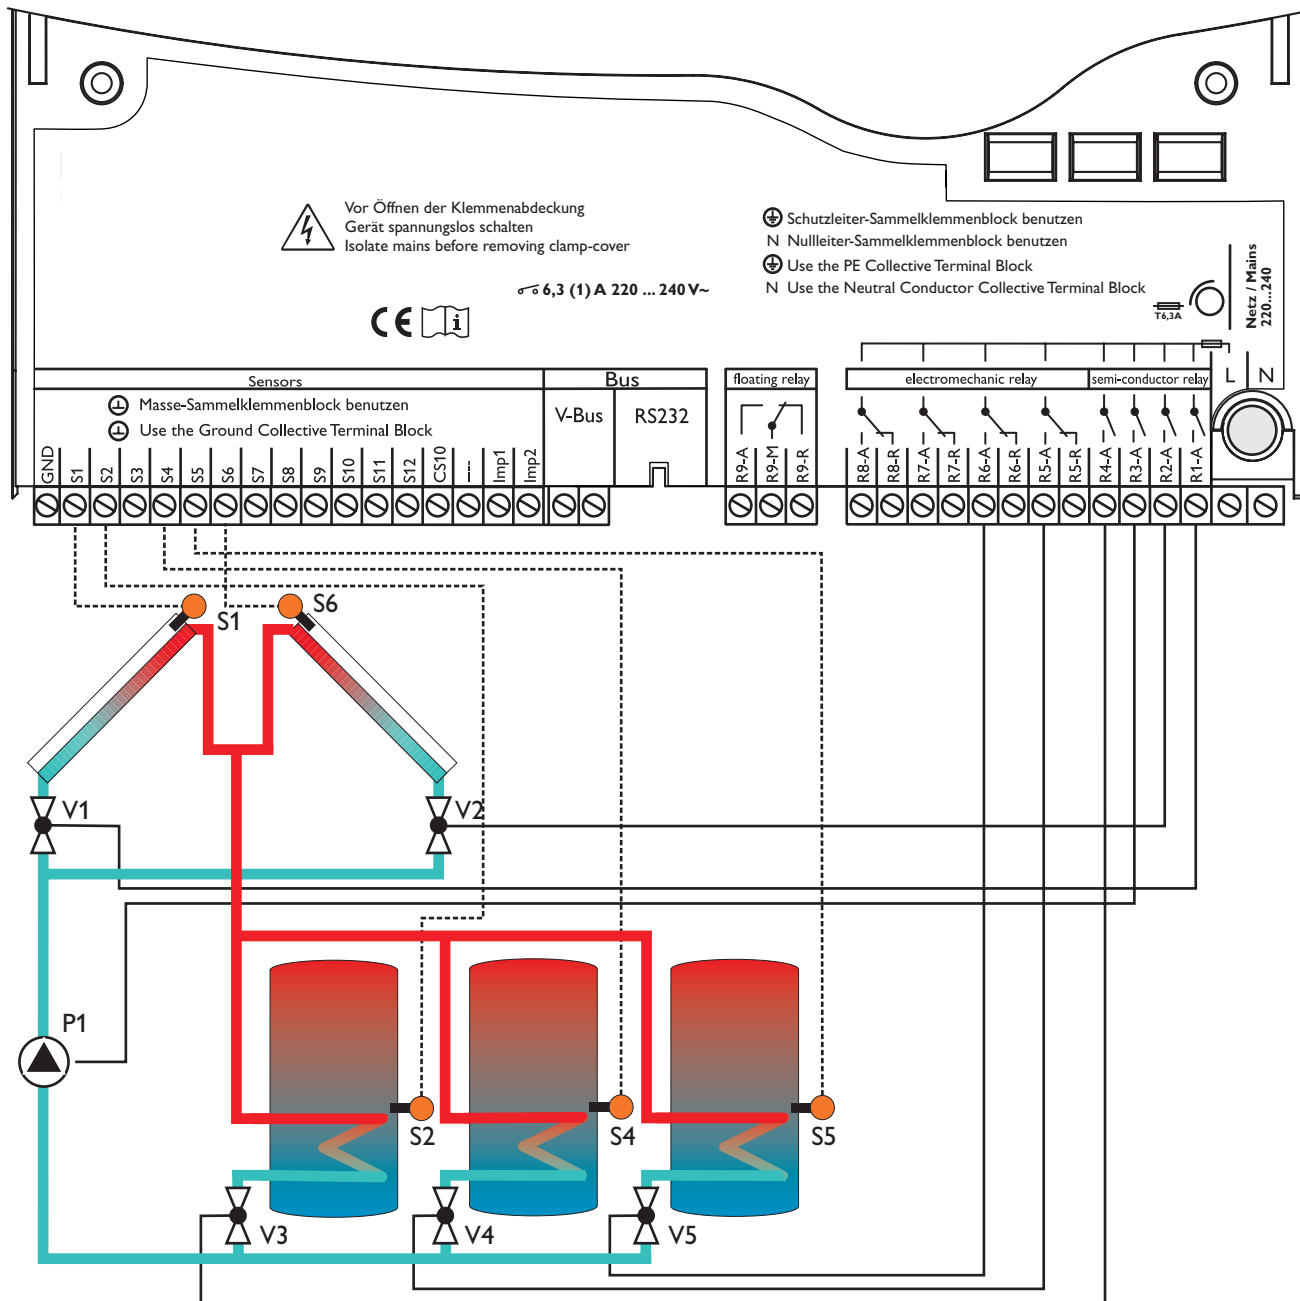 Vor Öffnen der Klemmenabdeckung
Gerät spannungslos schalten
Isolate mains before removing clamp-cover
6,3 (1) A 220 ... 240 V~
CE i
Schutzleiter-Sammelklemmenblock benutzen
N Nullleiter-Sammelklemmenblock benutzen
Use the PE Collective Terminal Block
N Use the Neutral Conductor Collective Terminal Block
T6,3A
Netz / Mains
220...240
L N
Sensors
Masse-Sammelklemmenblock benutzen
Use the Ground Collective Terminal Block
GND S1 S2 S3 S4 S5 S6 S7 S8 S9 S10 S11 S12 CS10 --- Imp1 Imp2
Bus
V-Bus RS232
floating relay
R9-A R9-M R9-R
electromechanic relay
R8-A R8-R R7-A R7-R R6-A R6-R R5-A R5-R
semi-conductor relay
R4-A R3-A R2-A R1-A
S1 S6
V1 V2
P1
S2 S4 S5
V3 V4 V5